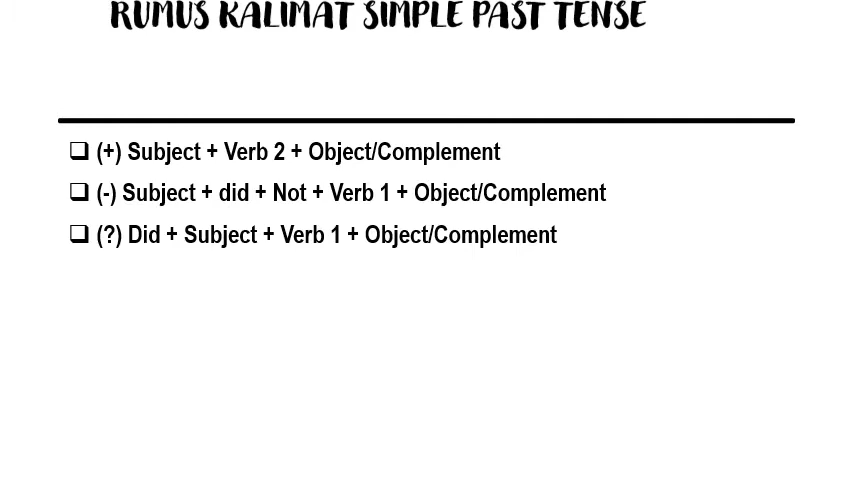 RUMUS KALIMAT SIMPLE PAST TENSE
(+) Subject + Verb 2 + Object/Complement
(-) Subject + did + Not + Verb 1 + Object/Complement
(?) Did + Subject + Verb 1 + Object/Complement